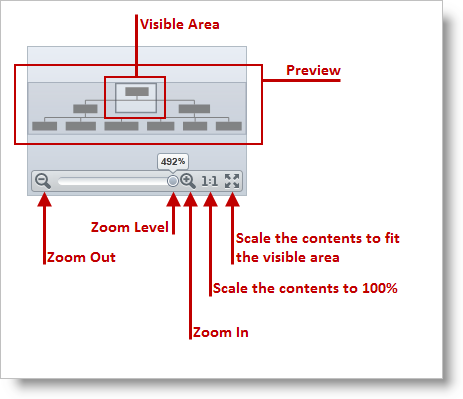 Visible Area
Preview
492%
1:1
Zoom Level
Zoom Out
Scale the contents to fit
the visible area
Scale the contents to 100%
Zoom In